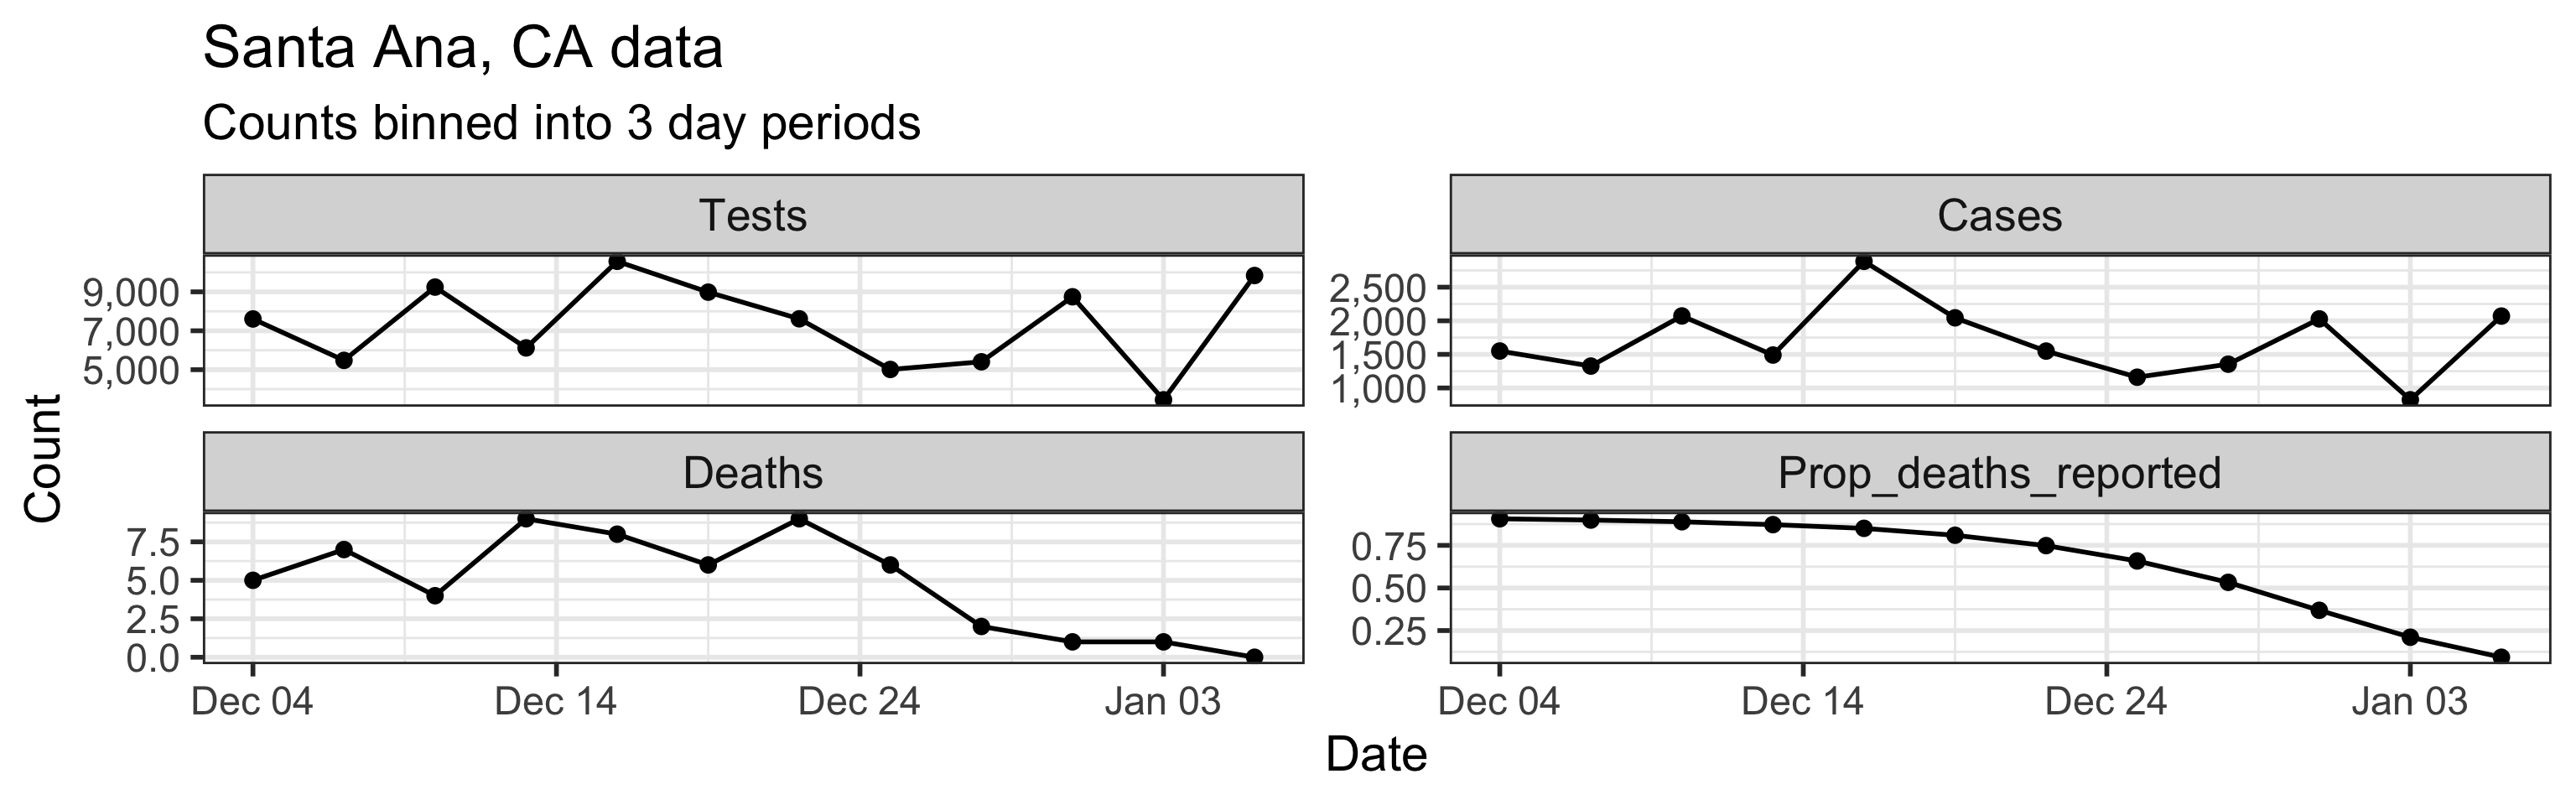 Santa Ana, CA data
Counts binned into 3 day periods
Tests
Cases
9,000
7,000
5,000
2,500
2,000
1,500
1,000
Count
Deaths
Prop_deaths_reported
7.5
5.0
2.5
0.0
0.75
0.50
0.25
Dec 04 Dec 14 Dec 24 Jan 03
Dec 04 Dec 14 Dec 24 Jan 03
Date